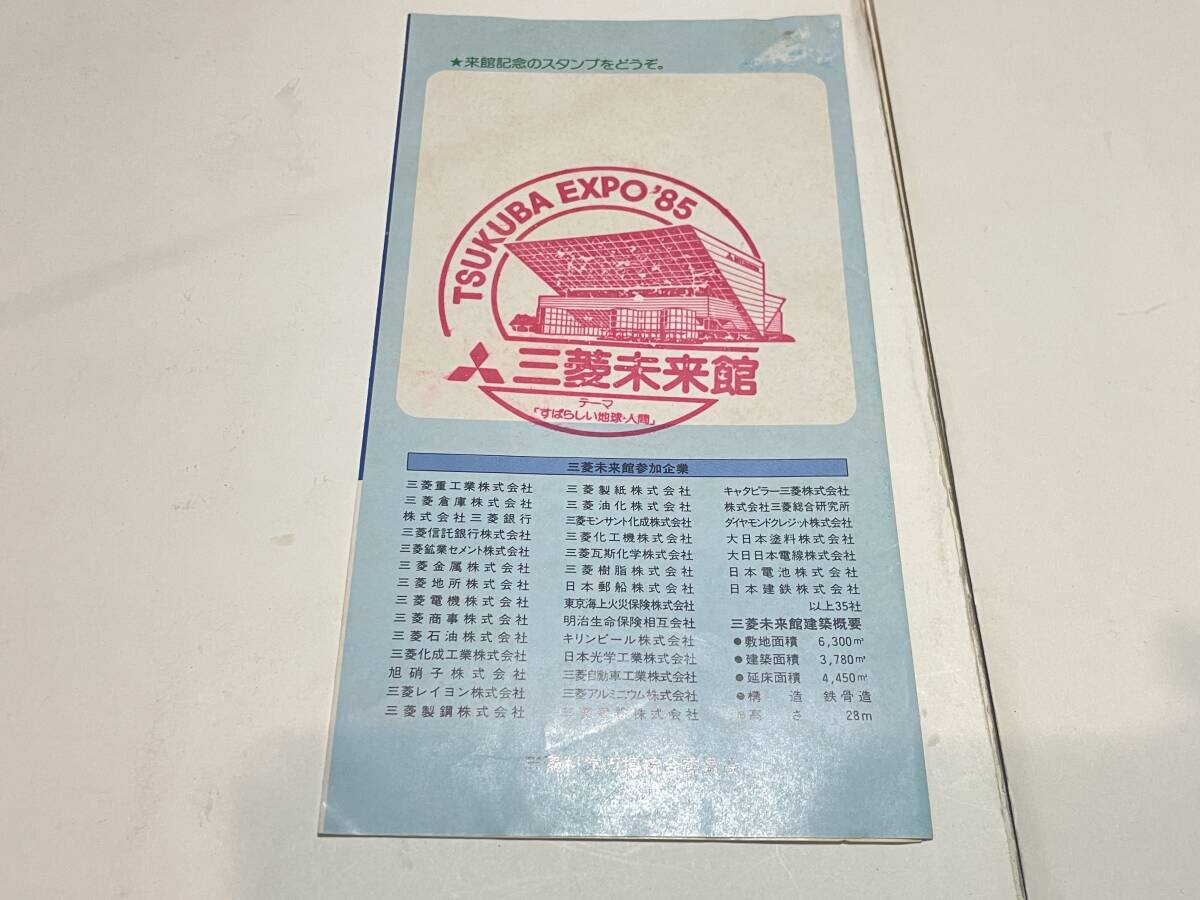 ★来館記念のスタンプをどうぞ。
TSUKUBA EXPO'85
三菱未来館
テーマ
「すばらしい地球・人間」
三菱未来館参加企業
三菱重工業株式会社
三菱倉庫株式会社
株式会社三菱銀行
三菱信託銀行株式会社
三菱鉱業セメント株式会社
三菱金属株式会社
三菱地所株式会社
三菱電機株式会社
三菱商事株式会社
三菱石油株式会社
三菱化成工業株式会社
旭硝子株式会社
三菱レイヨン株式会社
三菱製鋼株式会社
三菱製紙株式会社
三菱油化株式会社
三菱モンサント化成株式会社
三菱化工機株式会社
三菱瓦斯化学株式会社
三菱樹脂株式会社
日本郵船株式会社
東京海上火災保険株式会社
明治生命保険相互会社
キリンビール株式会社
日本光学工業株式会社
三菱自動車工業株式会社
三菱アルミニウム株式会社
三菱 株式会社
キャタピラー三菱株式会社
株式会社三菱総合研究所
ダイヤモンドクレジット株式会社
大日本塗料株式会社
大日日本電線株式会社
日本電池株式会社
日本建鉄株式会社
以上35社
三菱未来館建築概要
●敷地面積 6,300㎡
●建築面積 3,780㎡
●延床面積 4,450㎡
●構造 鉄骨造
●高さ 28m